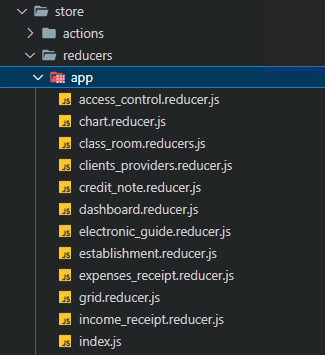 store
actions
reducers
app
JS access_control.reducer.js
JS chart.reducer.js
JS class_room.reducers.js
JS clients_providers.reducer.js
JS credit_note.reducer.js
JS dashboard.reducer.js
JS electronic_guide.reducer.js
JS establishment.reducer.js
JS expenses_receipt.reducer.js
JS grid.reducer.js
JS income_receipt.reducer.js
JS index.js